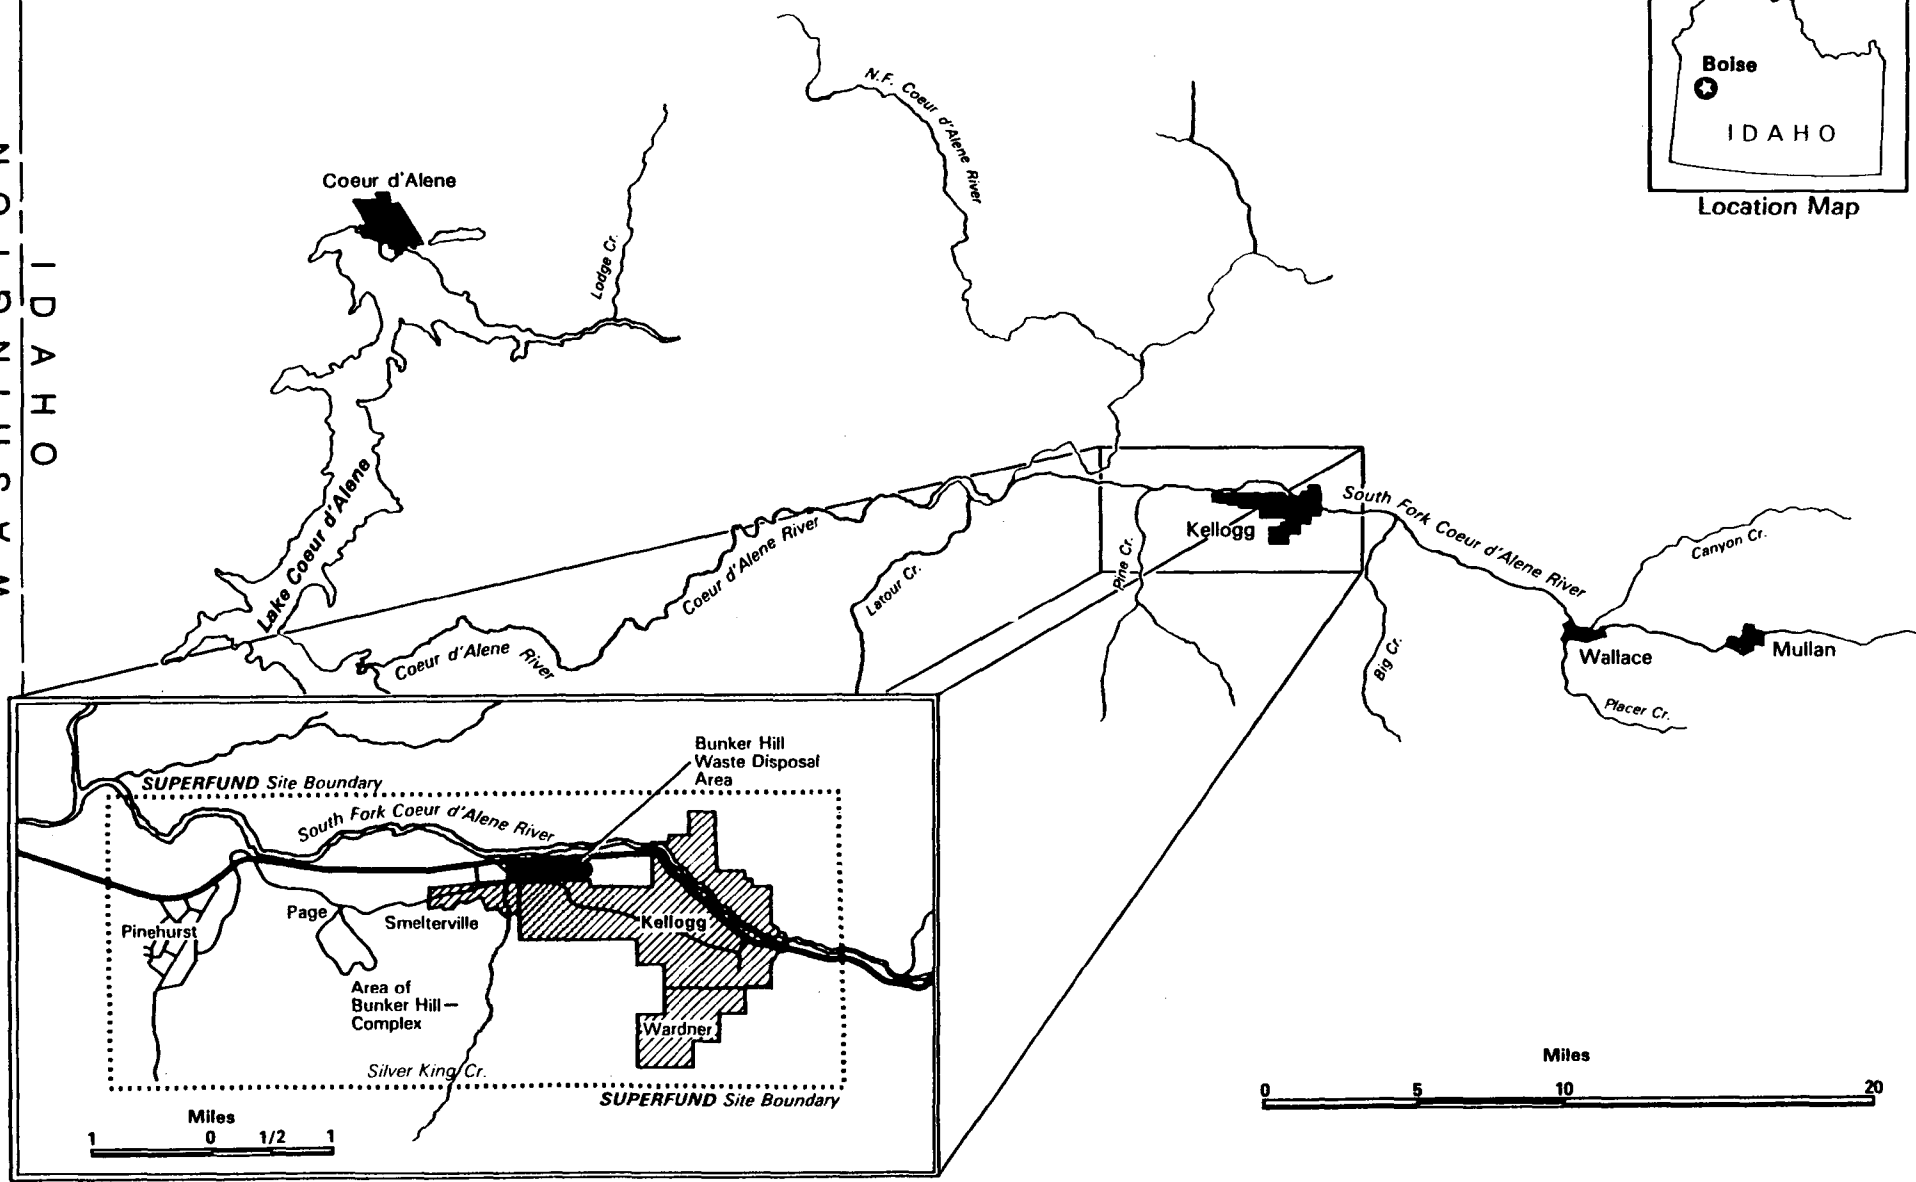 Boise
IDAHO
Location Map
N.F. Coeur d'Alene River
Coeur d'Alene
Lodge Cr.
IDAHO
Lake Coeur d'Alene
Coeur d'Alene River
Coeur d'Alene River
Latour Cr.
Pine Cr.
Kellogg
South Fork Coeur d'Alene River
Canyon Cr.
Big Cr.
Wallace
Mullan
Placer Cr.
Bunker Hill
Waste Disposal
Area
SUPERFUND Site Boundary
South Fork Coeur d'Alene River
Pinehurst
Page
Smelterville
Kellogg
Area of
Bunker Hill—
Complex
Wardner
Silver King Cr.
SUPERFUND Site Boundary
Miles
1 0 1/2 1
Miles
0 5 10 20